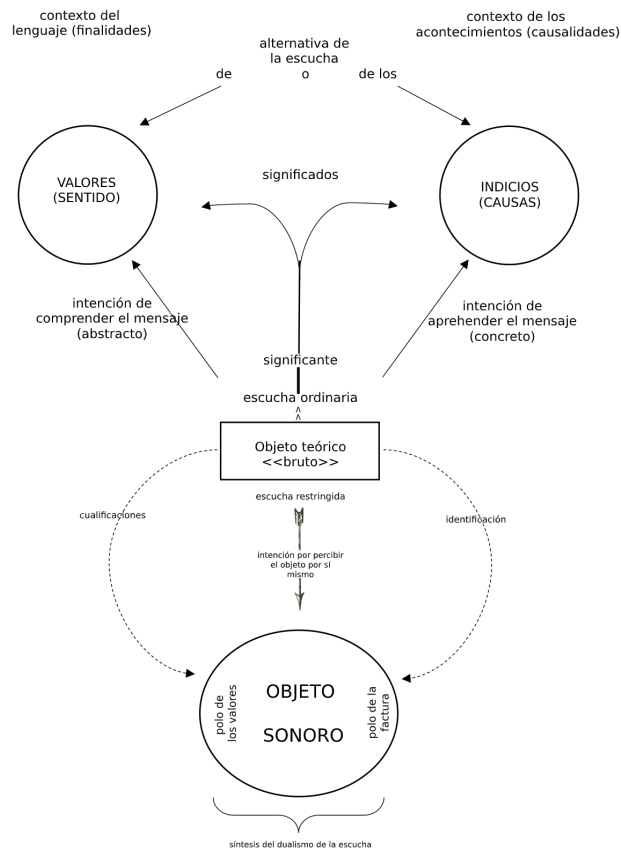 contexto del
lenguaje (finalidades)
contexto de los
acontecimientos (causalidades)
alternativa de
la escucha
de o de los
VALORES
(SENTIDO)
significados
INDICIOS
(CAUSAS)
intención de
comprender el mensaje
(abstracto)
intención de
aprehender el mensaje
(concreto)
significante
escucha ordinaria
^
^
Objeto teórico
<<bruto>>
escucha restringida
cualificaciones
identificación
intención por percibir
el objeto por sí
mismo
polo de
los valores
OBJETO
SONORO
polo de la
factura
síntesis del dualismo de la escucha